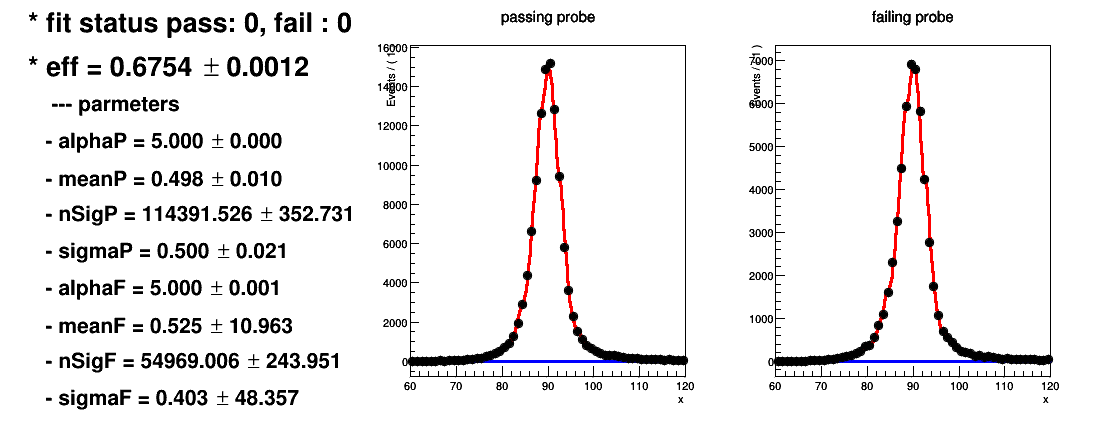 * fit status pass: 0, fail : 0
* eff = 0.6754 ± 0.0012
--- parmeters
- alphaP = 5.000 ± 0.000
- meanP = 0.498 ± 0.010
- nSigP = 114391.526 ± 352.731
- sigmaP = 0.500 ± 0.021
- alphaF = 5.000 ± 0.001
- meanF = 0.525 ± 10.963
- nSigF = 54969.006 ± 243.951
- sigmaF = 0.403 ± 48.357
passing probe
Events / ( 1 )
16000
14000
12000
10000
8000
6000
4000
2000
0
60 70 80 90 100 110 120
x
failing probe
Events / ( 1 )
7000
6000
5000
4000
3000
2000
1000
0
60 70 80 90 100 110 120
x